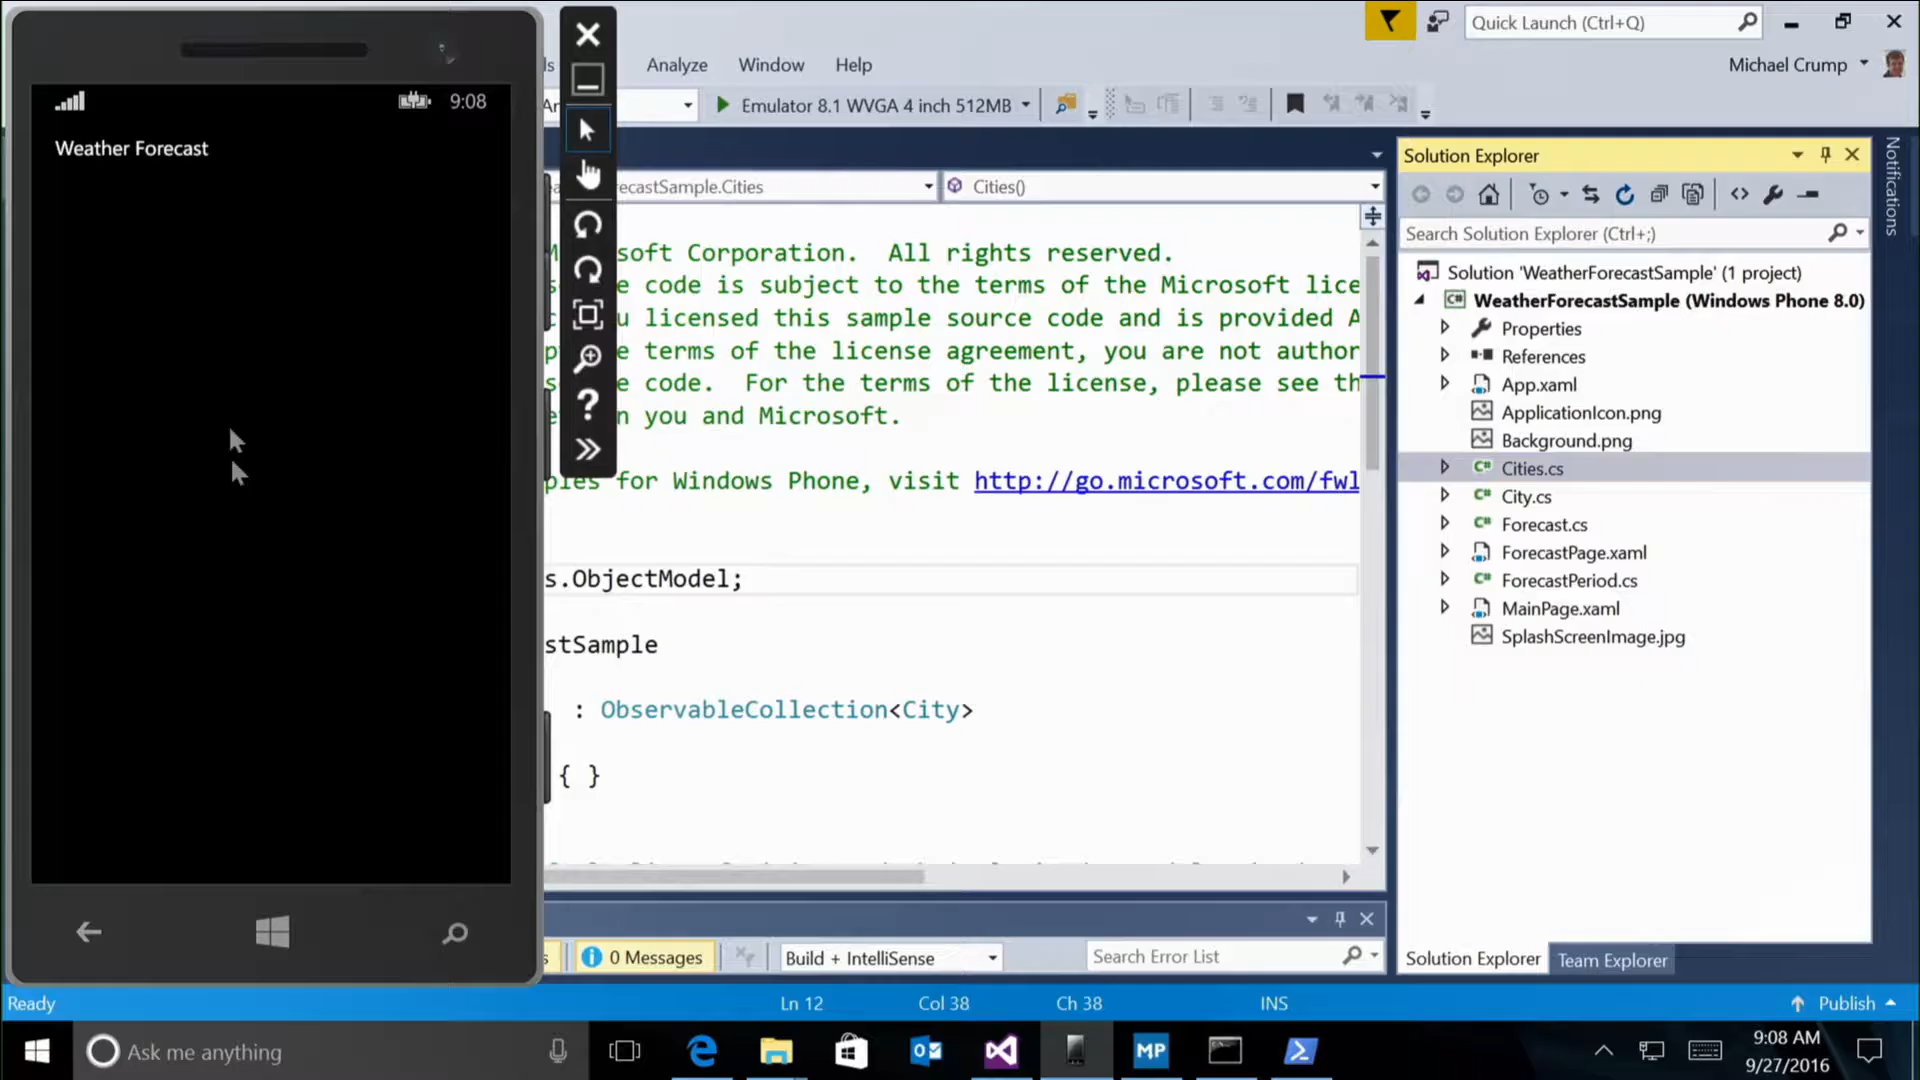 9:08
Weather Forecast
Quick Launch (Ctrl+Q)
Analyze
Window
Help
Michael Crump
Emulator 8.1 WVGA 4 inch 512MB
ecastSample.Cities
Cities()
soft Corporation.  All rights reserved.
e code is subject to the terms of the Microsoft lice
u licensed this sample source code and is provided A
e terms of the license agreement, you are not author
e code.  For the terms of the license, please see th
n you and Microsoft.
ples for Windows Phone, visit http://go.microsoft.com/fwl
s.ObjectModel;
stSample
: ObservableCollection<City>
{ }
0 Messages
Build + IntelliSense
Search Error List
Solution Explorer
Search Solution Explorer (Ctrl+;)
Solution 'WeatherForecastSample' (1 project)
WeatherForecastSample (Windows Phone 8.0)
Properties
References
App.xaml
ApplicationIcon.png
Background.png
Cities.cs
City.cs
Forecast.cs
ForecastPage.xaml
ForecastPeriod.cs
MainPage.xaml
SplashScreenImage.jpg
Solution Explorer
Team Explorer
Notifications
Ready
Ln 12
Col 38
Ch 38
INS
Publish
Ask me anything
MP
9:08 AM
9/27/2016